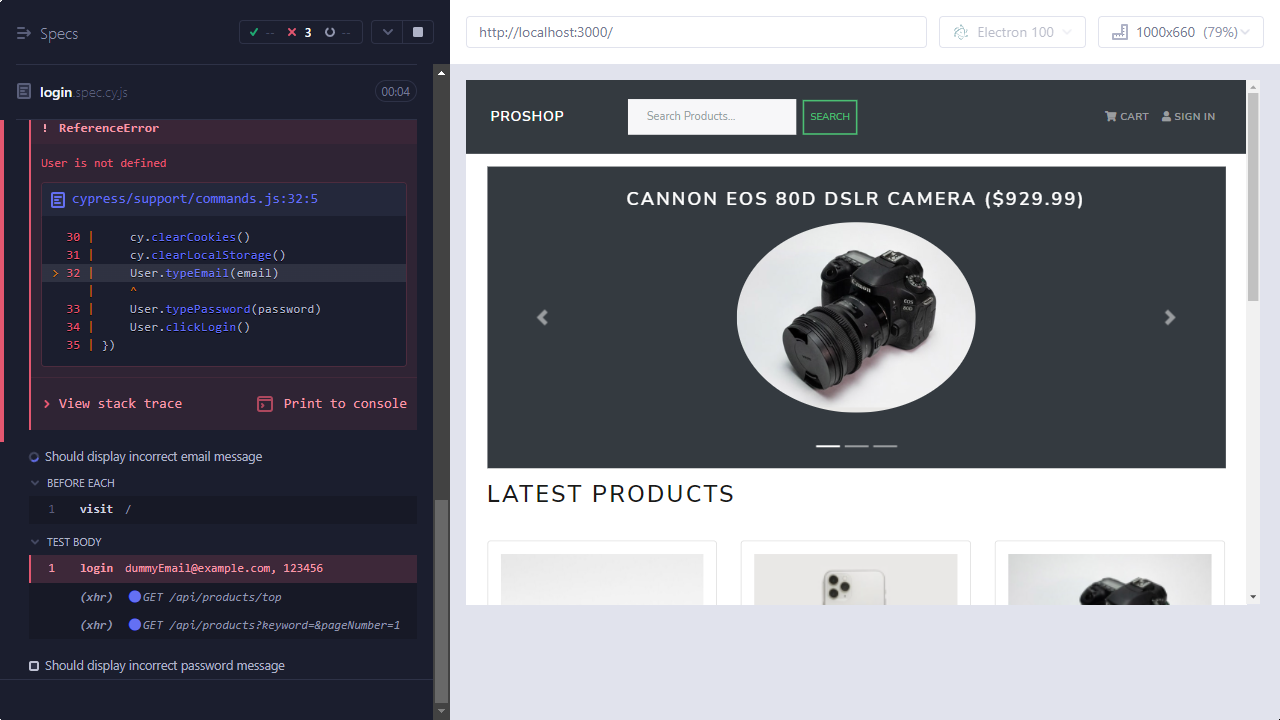 Specs
-- 3 --
login.spec.cy.js
00:04
! ReferenceError
User is not defined
cypress/support/commands.js:32:5
30 | cy.clearCookies()
31 | cy.clearLocalStorage()
> 32 | User.typeEmail(email)
| ^
33 | User.typePassword(password)
34 | User.clickLogin()
35 | })
> View stack trace
Print to console
Should display incorrect email message
BEFORE EACH
1 visit /
TEST BODY
1 login dummyEmail@example.com, 123456
(xhr) GET /api/products/top
(xhr) GET /api/products?keyword=&pageNumber=1
Should display incorrect password message
http://localhost:3000/
Electron 100
1000x660 (79%)
PROSHOP
Search Products...
SEARCH
CART
SIGN IN
CANNON EOS 80D DSLR CAMERA ($929.99)
Canon
EOS
80D
LATEST PRODUCTS